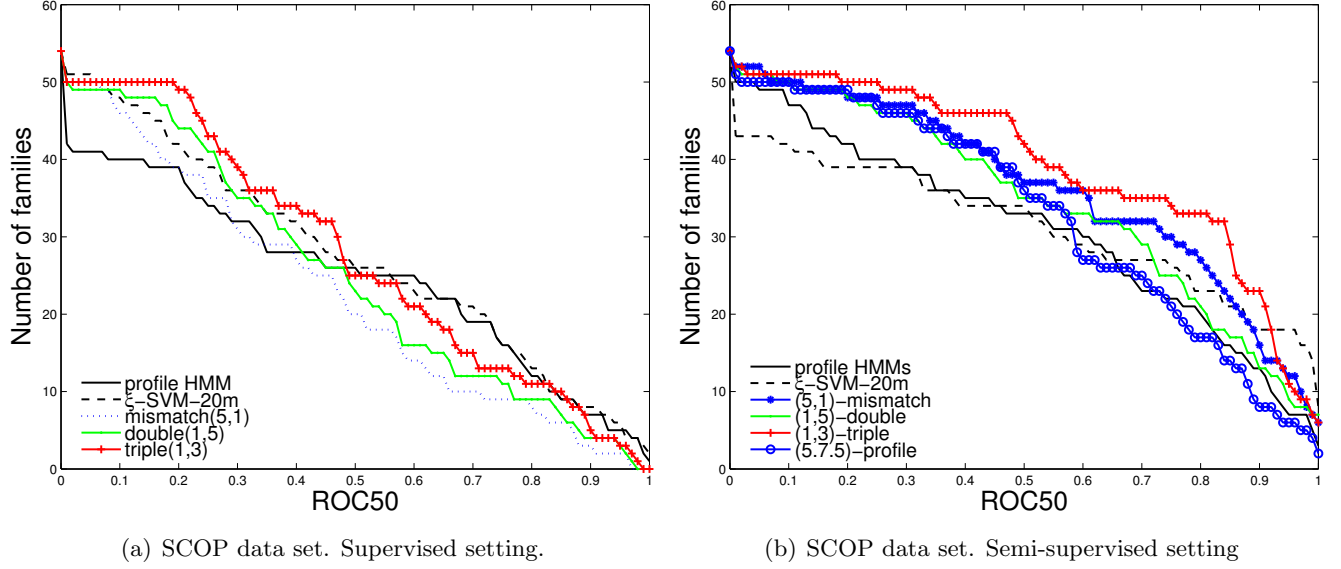 60
50
40
30
20
10
0
Number of families
profile HMM
ξ−SVM−20m
mismatch(5,1)
double(1,5)
triple(1,3)
0 0.1 0.2 0.3 0.4 0.5 0.6 0.7 0.8 0.9 1
ROC50
(a) SCOP data set. Supervised setting.
60
50
40
30
20
10
0
Number of families
profile HMMs
ξ−SVM−20m
(5,1)−mismatch
(1,5)−double
(1,3)−triple
(5.7.5)−profile
0 0.1 0.2 0.3 0.4 0.5 0.6 0.7 0.8 0.9 1
ROC50
(b) SCOP data set. Semi-supervised setting